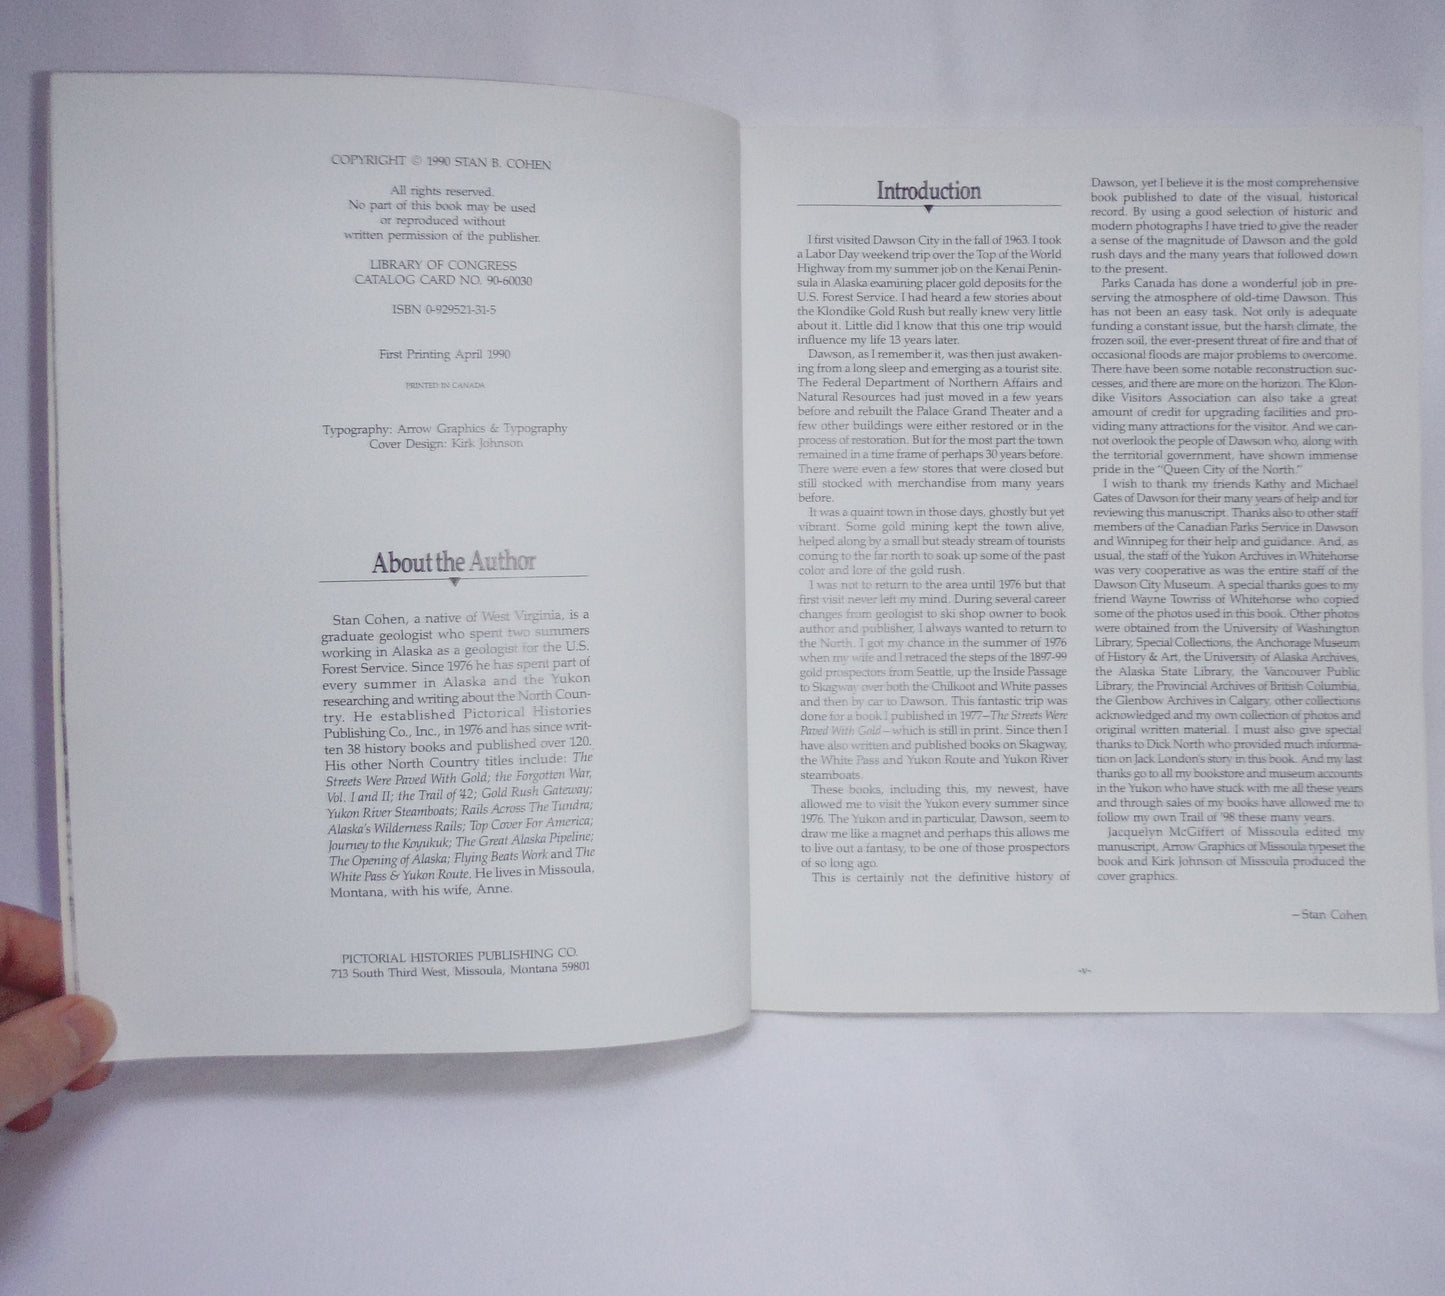 COPYRIGHT © 1990 STAN B. COHEN
All rights reserved.
No part of this book may be used
or reproduced without
written permission of the publisher.
LIBRARY OF CONGRESS
CATALOG CARD NO. 90-60030
ISBN 0-929521-31-5
First Printing April 1990
PRINTED IN CANADA
Typography: Arrow Graphics & Typography
Cover Design: Kirk Johnson
About the Author
Stan Cohen, a native of West Virginia, is a
graduate geologist who spent two summers
working in Alaska as a geologist for the U.S.
Forest Service. Since 1976 he has spent part of
every summer in Alaska and the Yukon
researching and writing about the North Coun-
try. He established Pictorical Histories
Publishing Co., Inc., in 1976 and has since writ-
ten 38 history books and published over 120.
His other North Country titles include: The
Streets Were Paved With Gold; the Forgotten War,
Vol. I and II; the Trail of '42; Gold Rush Gateway;
Yukon River Steamboats; Rails Across The Tundra;
Alaska's Wilderness Rails; Top Cover For America;
Journey to the Koyukuk; The Great Alaska Pipeline;
The Opening of Alaska; Flying Beats Work and The
White Pass & Yukon Route. He lives in Missoula,
Montana, with his wife, Anne.
PICTORIAL HISTORIES PUBLISHING CO.
713 South Third West, Missoula, Montana 59801
Introduction
I first visited Dawson City in the fall of 1963. I took
a Labor Day weekend trip over the Top of the World
Highway from my summer job on the Kenai Penin-
sula in Alaska examining placer gold deposits for the
U.S. Forest Service. I had heard a few stories about
the Klondike Gold Rush but really knew very little
about it. Little did I know that this one trip would
influence my life 13 years later.
Dawson, as I remember it, was then just awaken-
ing from a long sleep and emerging as a tourist site.
The Federal Department of Northern Affairs and
Natural Resources had just moved in a few years
before and rebuilt the Palace Grand Theater and a
few other buildings were either restored or in the
process of restoration. But for the most part the town
remained in a time frame of perhaps 30 years before.
There were even a few stores that were closed but
still stocked with merchandise from many years
before.
It was a quaint town in those days, ghostly but yet
vibrant. Some gold mining kept the town alive,
helped along by a small but steady stream of tourists
coming to the far north to soak up some of the past
color and lore of the gold rush.
I was not to return to the area until 1976 but that
first visit never left my mind. During several career
changes from geologist to ski shop owner to book
author and publisher, I always wanted to return to
the North. I got my chance in the summer of 1976
when my wife and I retraced the steps of the 1897-99
gold prospectors from Seattle, up the Inside Passage
to Skagway over both the Chilkoot and White passes
and then by car to Dawson. This fantastic trip was
done for a book I published in 1977—The Streets Were
Paved With Gold—which is still in print. Since then I
have also written and published books on Skagway,
the White Pass and Yukon Route and Yukon River
steamboats.
These books, including this, my newest, have
allowed me to visit the Yukon every summer since
1976. The Yukon and in particular, Dawson, seem to
draw me like a magnet and perhaps this allows me
to live out a fantasy, to be one of those prospectors
of so long ago.
This is certainly not the definitive history of
Dawson, yet I believe it is the most comprehensive
book published to date of the visual, historical
record. By using a good selection of historic and
modern photographs I have tried to give the reader
a sense of the magnitude of Dawson and the gold
rush days and the many years that followed down
to the present.
Parks Canada has done a wonderful job in pre-
serving the atmosphere of old-time Dawson. This
has not been an easy task. Not only is adequate
funding a constant issue, but the harsh climate, the
frozen soil, the ever-present threat of fire and that of
occasional floods are major problems to overcome.
There have been some notable reconstruction suc-
cesses, and there are more on the horizon. The Klon-
dike Visitors Association can also take a great
amount of credit for upgrading facilities and pro-
viding many attractions for the visitor. And we can-
not overlook the people of Dawson who, along with
the territorial government, have shown immense
pride in the "Queen City of the North."
I wish to thank my friends Kathy and Michael
Gates of Dawson for their many years of help and for
reviewing this manuscript. Thanks also to other staff
members of the Canadian Parks Service in Dawson
and Winnipeg for their help and guidance. And, as
usual, the staff of the Yukon Archives in Whitehorse
was very cooperative as was the entire staff of the
Dawson City Museum. A special thanks goes to my
friend Wayne Towriss of Whitehorse who copied
some of the photos used in this book. Other photos
were obtained from the University of Washington
Library, Special Collections, the Anchorage Museum
of History & Art, the University of Alaska Archives,
the Alaska State Library, the Vancouver Public
Library, the Provincial Archives of British Columbia,
the Glenbow Archives in Calgary, other collections
acknowledged and my own collection of photos and
original written material. I must also give special
thanks to Dick North who provided much informa-
tion on Jack London's story in this book. And my last
thanks go to all my bookstore and museum accounts
in the Yukon who have stuck with me all these years
and through sales of my books have allowed me to
follow my own Trail of '98 these many years.
Jacquelyn McGiffert of Missoula edited my
manuscript, Arrow Graphics of Missoula typeset the
book and Kirk Johnson of Missoula produced the
cover graphics.
—Stan Cohen
-v-